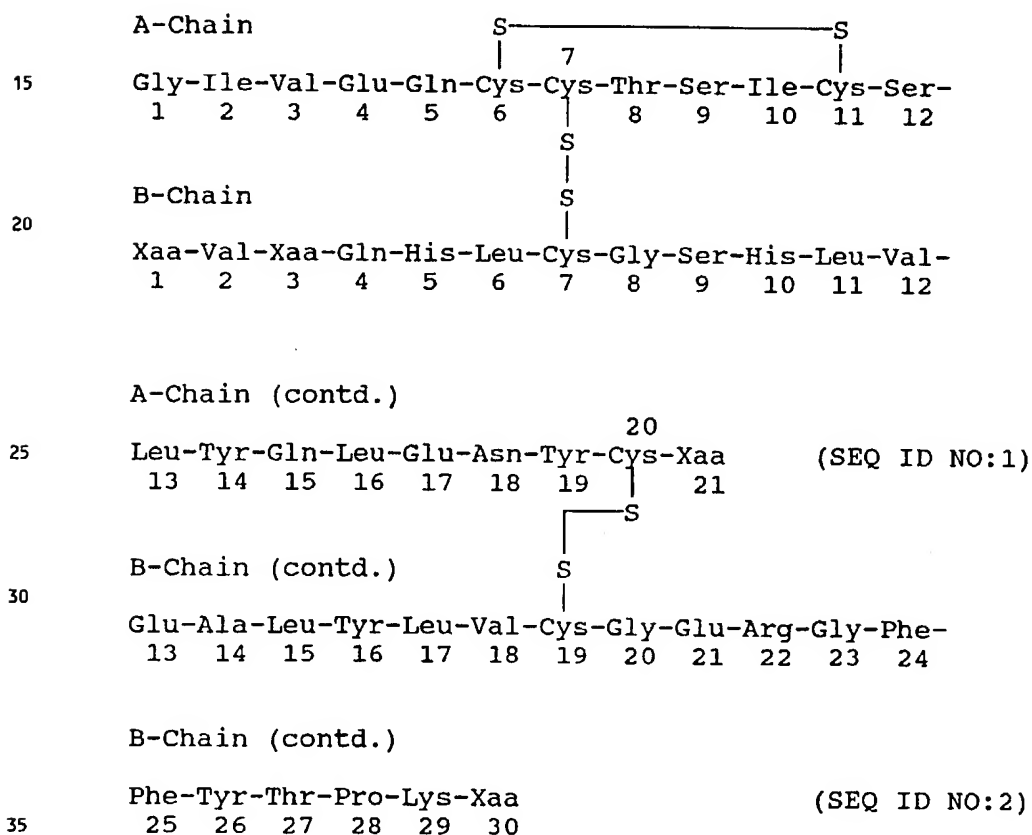 A-Chain
S S
7
15 Gly-Ile-Val-Glu-Gln-Cys-Cys-Thr-Ser-Ile-Cys-Ser-
1 2 3 4 5 6 8 9 10 11 12
S
S
B-Chain
20
Xaa-Val-Xaa-Gln-His-Leu-Cys-Gly-Ser-His-Leu-Val-
1 2 3 4 5 6 7 8 9 10 11 12
A-Chain (contd.)
20
25 Leu-Tyr-Gln-Leu-Glu-Asn-Tyr-Cys-Xaa (SEQ ID NO:1)
13 14 15 16 17 18 19 21
S
B-Chain (contd.) S
30
Glu-Ala-Leu-Tyr-Leu-Val-Cys-Gly-Glu-Arg-Gly-Phe-
13 14 15 16 17 18 19 20 21 22 23 24
B-Chain (contd.)
Phe-Tyr-Thr-Pro-Lys-Xaa (SEQ ID NO:2)
35 25 26 27 28 29 30